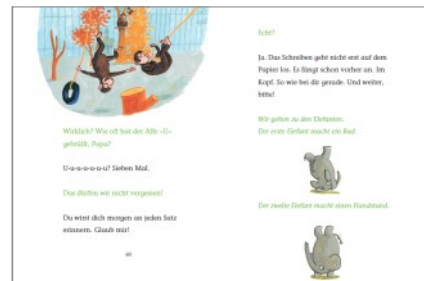 Wirklich? Wie oft hat der Affe »U«
gebrüllt, Papa?
U-u-u-u-u-u-u? Sieben Mal.
Das dürfen wir nicht vergessen!
Du wirst dich morgen an jeden Satz
erinnern. Glaub mir!
Echt?
Ja. Das Schreiben geht nicht erst auf dem
Papier los. Es fängt schon vorher an. Im
Kopf. So wie bei dir gerade. Und weiter,
bitte!
Wir gehen zu den Elefanten.
Der erste Elefant macht ein Rad.
Der zweite Elefant macht einen Handstand.